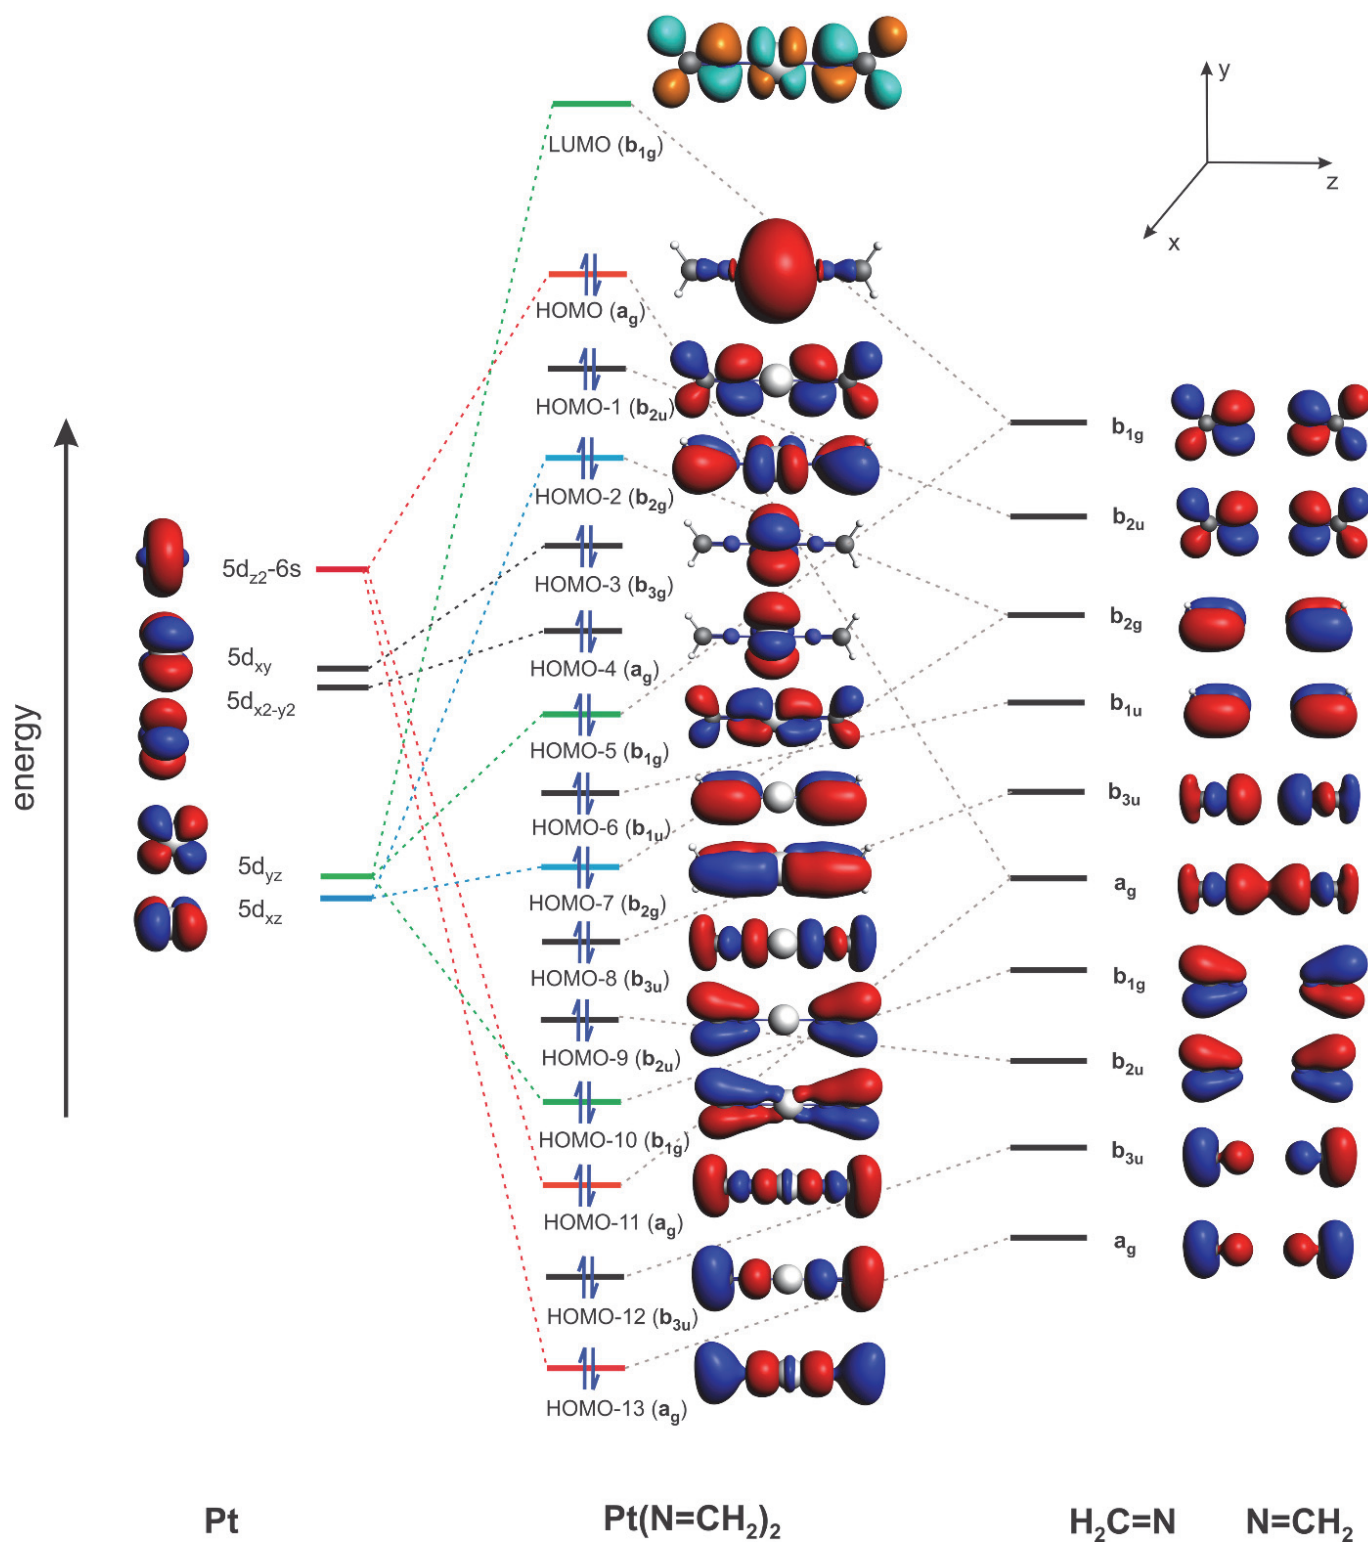 y
z
x
LUMO (b1g)
HOMO (ag)
HOMO-1 (b2u)
HOMO-2 (b2g)
HOMO-3 (b3g)
HOMO-4 (ag)
HOMO-5 (b1g)
HOMO-6 (b1u)
HOMO-7 (b2g)
HOMO-8 (b3u)
HOMO-9 (b2u)
HOMO-10 (b1g)
HOMO-11 (ag)
HOMO-12 (b3u)
HOMO-13 (ag)
energy
5dz2-6s
5dxy
5dx2-y2
5dyz
5dxz
b1g
b2u
b2g
b1u
b3u
ag
b1g
b2u
b3u
ag
Pt
Pt(N=CH2)2
H2C=N
N=CH2